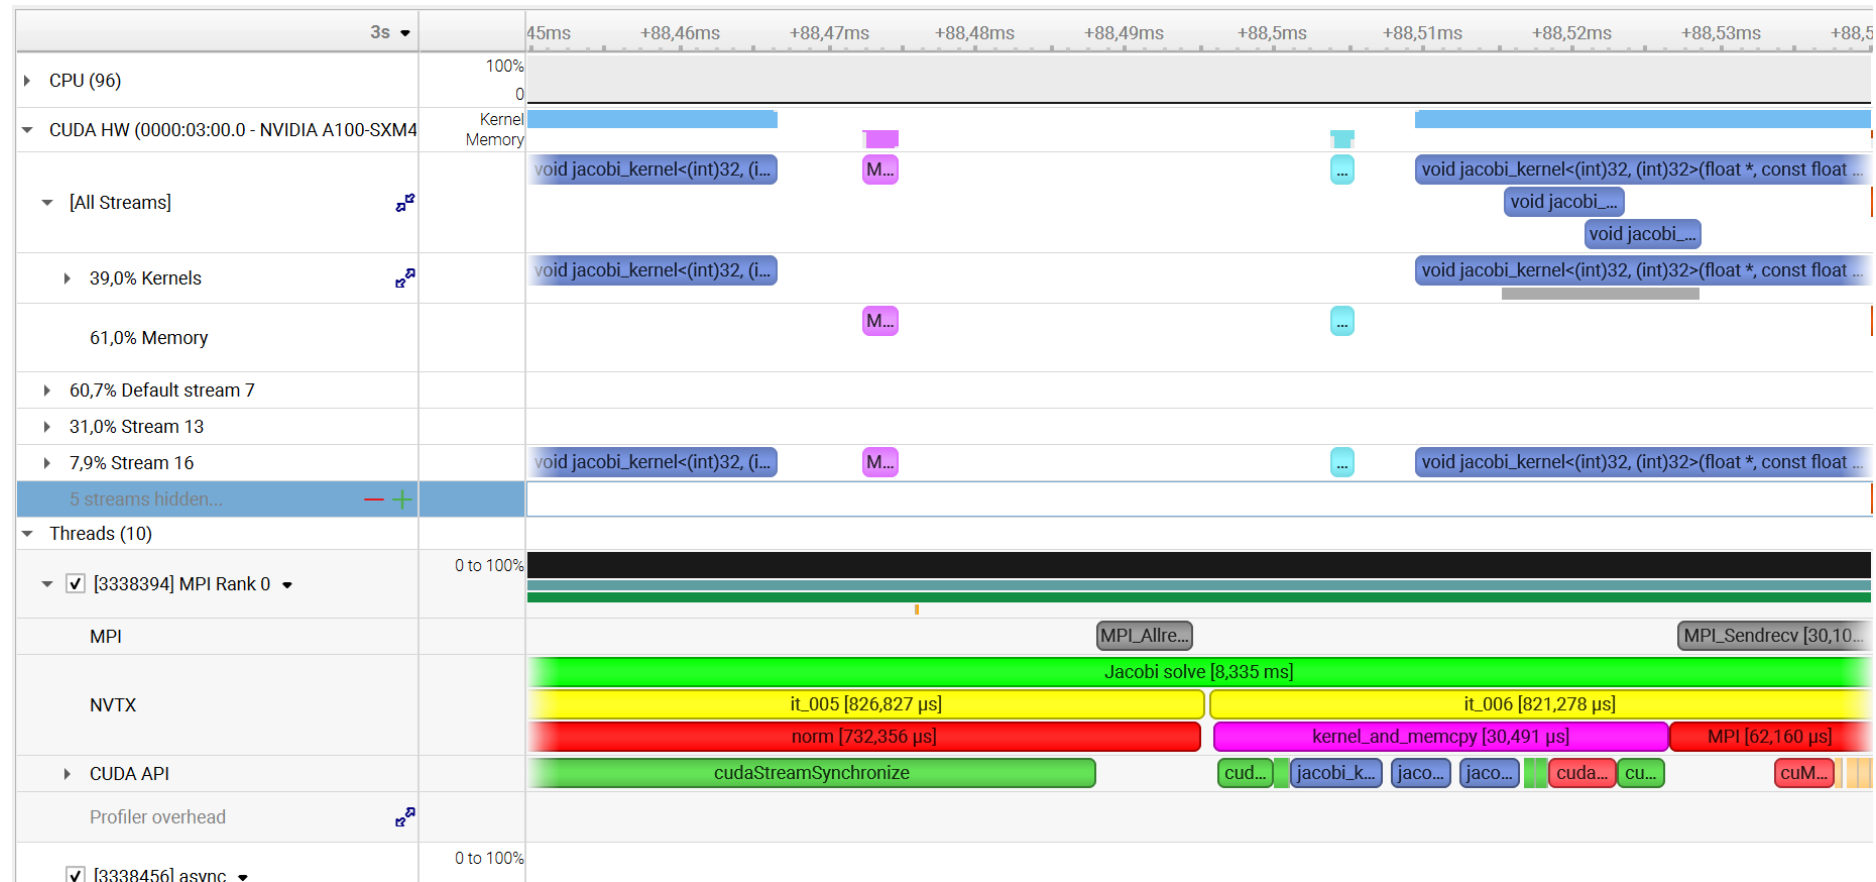 3s
45ms +88,46ms +88,47ms +88,48ms +88,49ms +88,5ms +88,51ms +88,52ms +88,53ms +88,5
CPU (96)
100%
0
CUDA HW (0000:03:00.0 - NVIDIA A100-SXM4
Kernel
Memory
[All Streams]
void jacobi_kernel<(int)32, (i... M... ... void jacobi_kernel<(int)32, (int)32>(float *, const float ...
void jacobi_...
void jacobi_...
39,0% Kernels
void jacobi_kernel<(int)32, (i... void jacobi_kernel<(int)32, (int)32>(float *, const float ...
61,0% Memory
M... ...
60,7% Default stream 7
31,0% Stream 13
7,9% Stream 16
void jacobi_kernel<(int)32, (i... M... ... void jacobi_kernel<(int)32, (int)32>(float *, const float ...
5 streams hidden...
Threads (10)
[3338394] MPI Rank 0
0 to 100%
MPI
MPI_Allre... MPI_Sendrecv [30,10...
NVTX
Jacobi solve [8,335 ms]
it_005 [826,827 µs] it_006 [821,278 µs]
norm [732,356 µs] kernel_and_memcpy [30,491 µs] MPI [62,160 µs]
CUDA API
cudaStreamSynchronize cud... jacobi_k... jaco... jaco... cuda... cu... cuM...
Profiler overhead
[3338456] async
0 to 100%